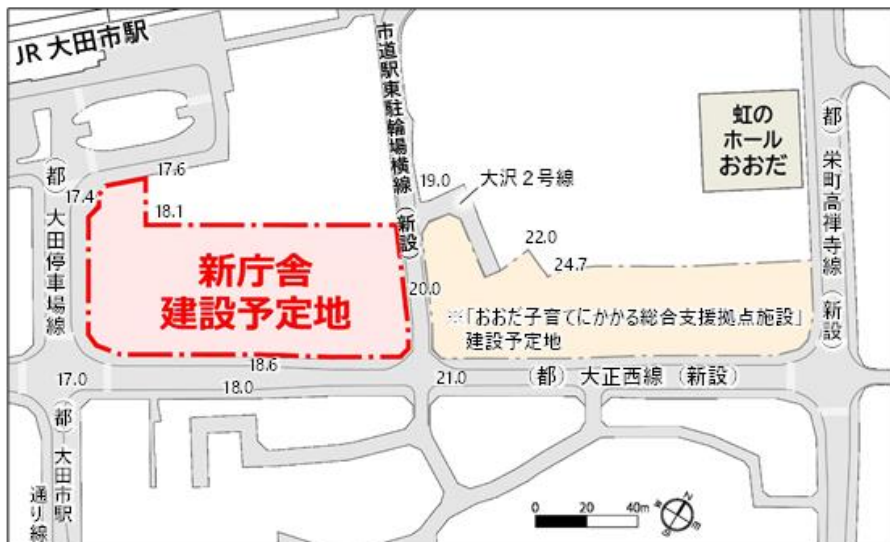 JR 大田市駅
市道駅東駐輪場横線（新設）
虹の
ホール
おおだ
（都）栄町高禅寺線（新設）
17.6
19.0
大沢２号線
17.4
18.1
（都）大田停車場線
新庁舎
建設予定地
22.0
24.7
20.0
※「おおだ子育てにかかる総合支援拠点施設」
建設予定地
18.6
17.0
18.0
21.0
（都）大正西線（新設）
（都）大田市駅
通り線
0 20 40m
N
E
S
W